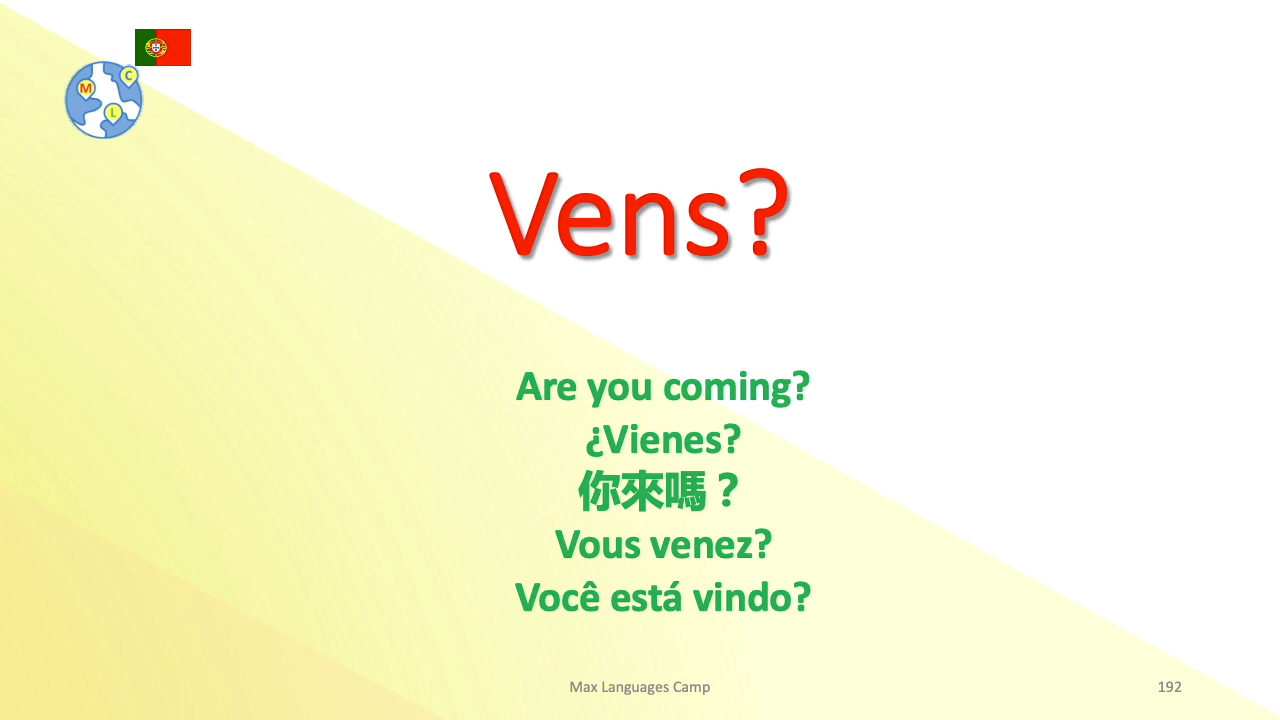 C
M
L
Vens?
Are you coming?
¿Vienes?
你來嗎？
Vous venez?
Você está vindo?
Max Languages Camp
192